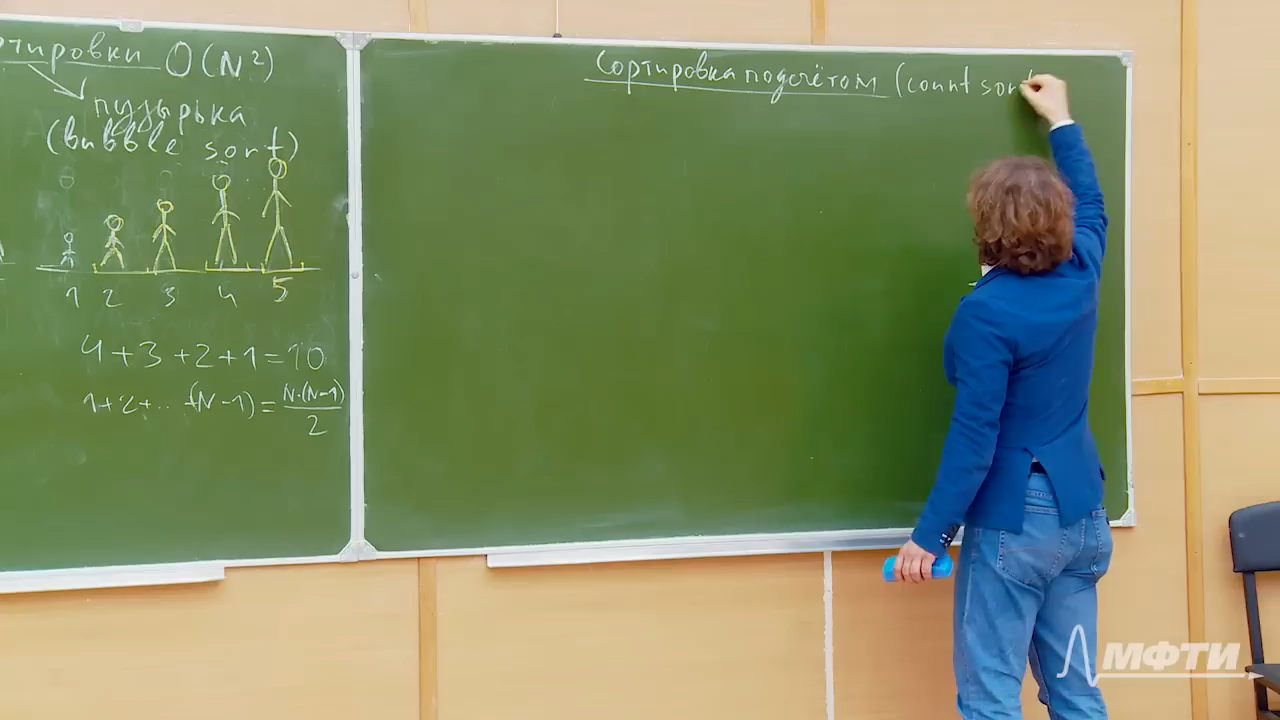 ртировки O(N²)
пузырька
(bubble sort)
1 2 3 4 5
4+3+2+1=10
1+2+... +(N-1)= N·(N-1)/2
Сортировка подсчётом (count sort
МФТИ